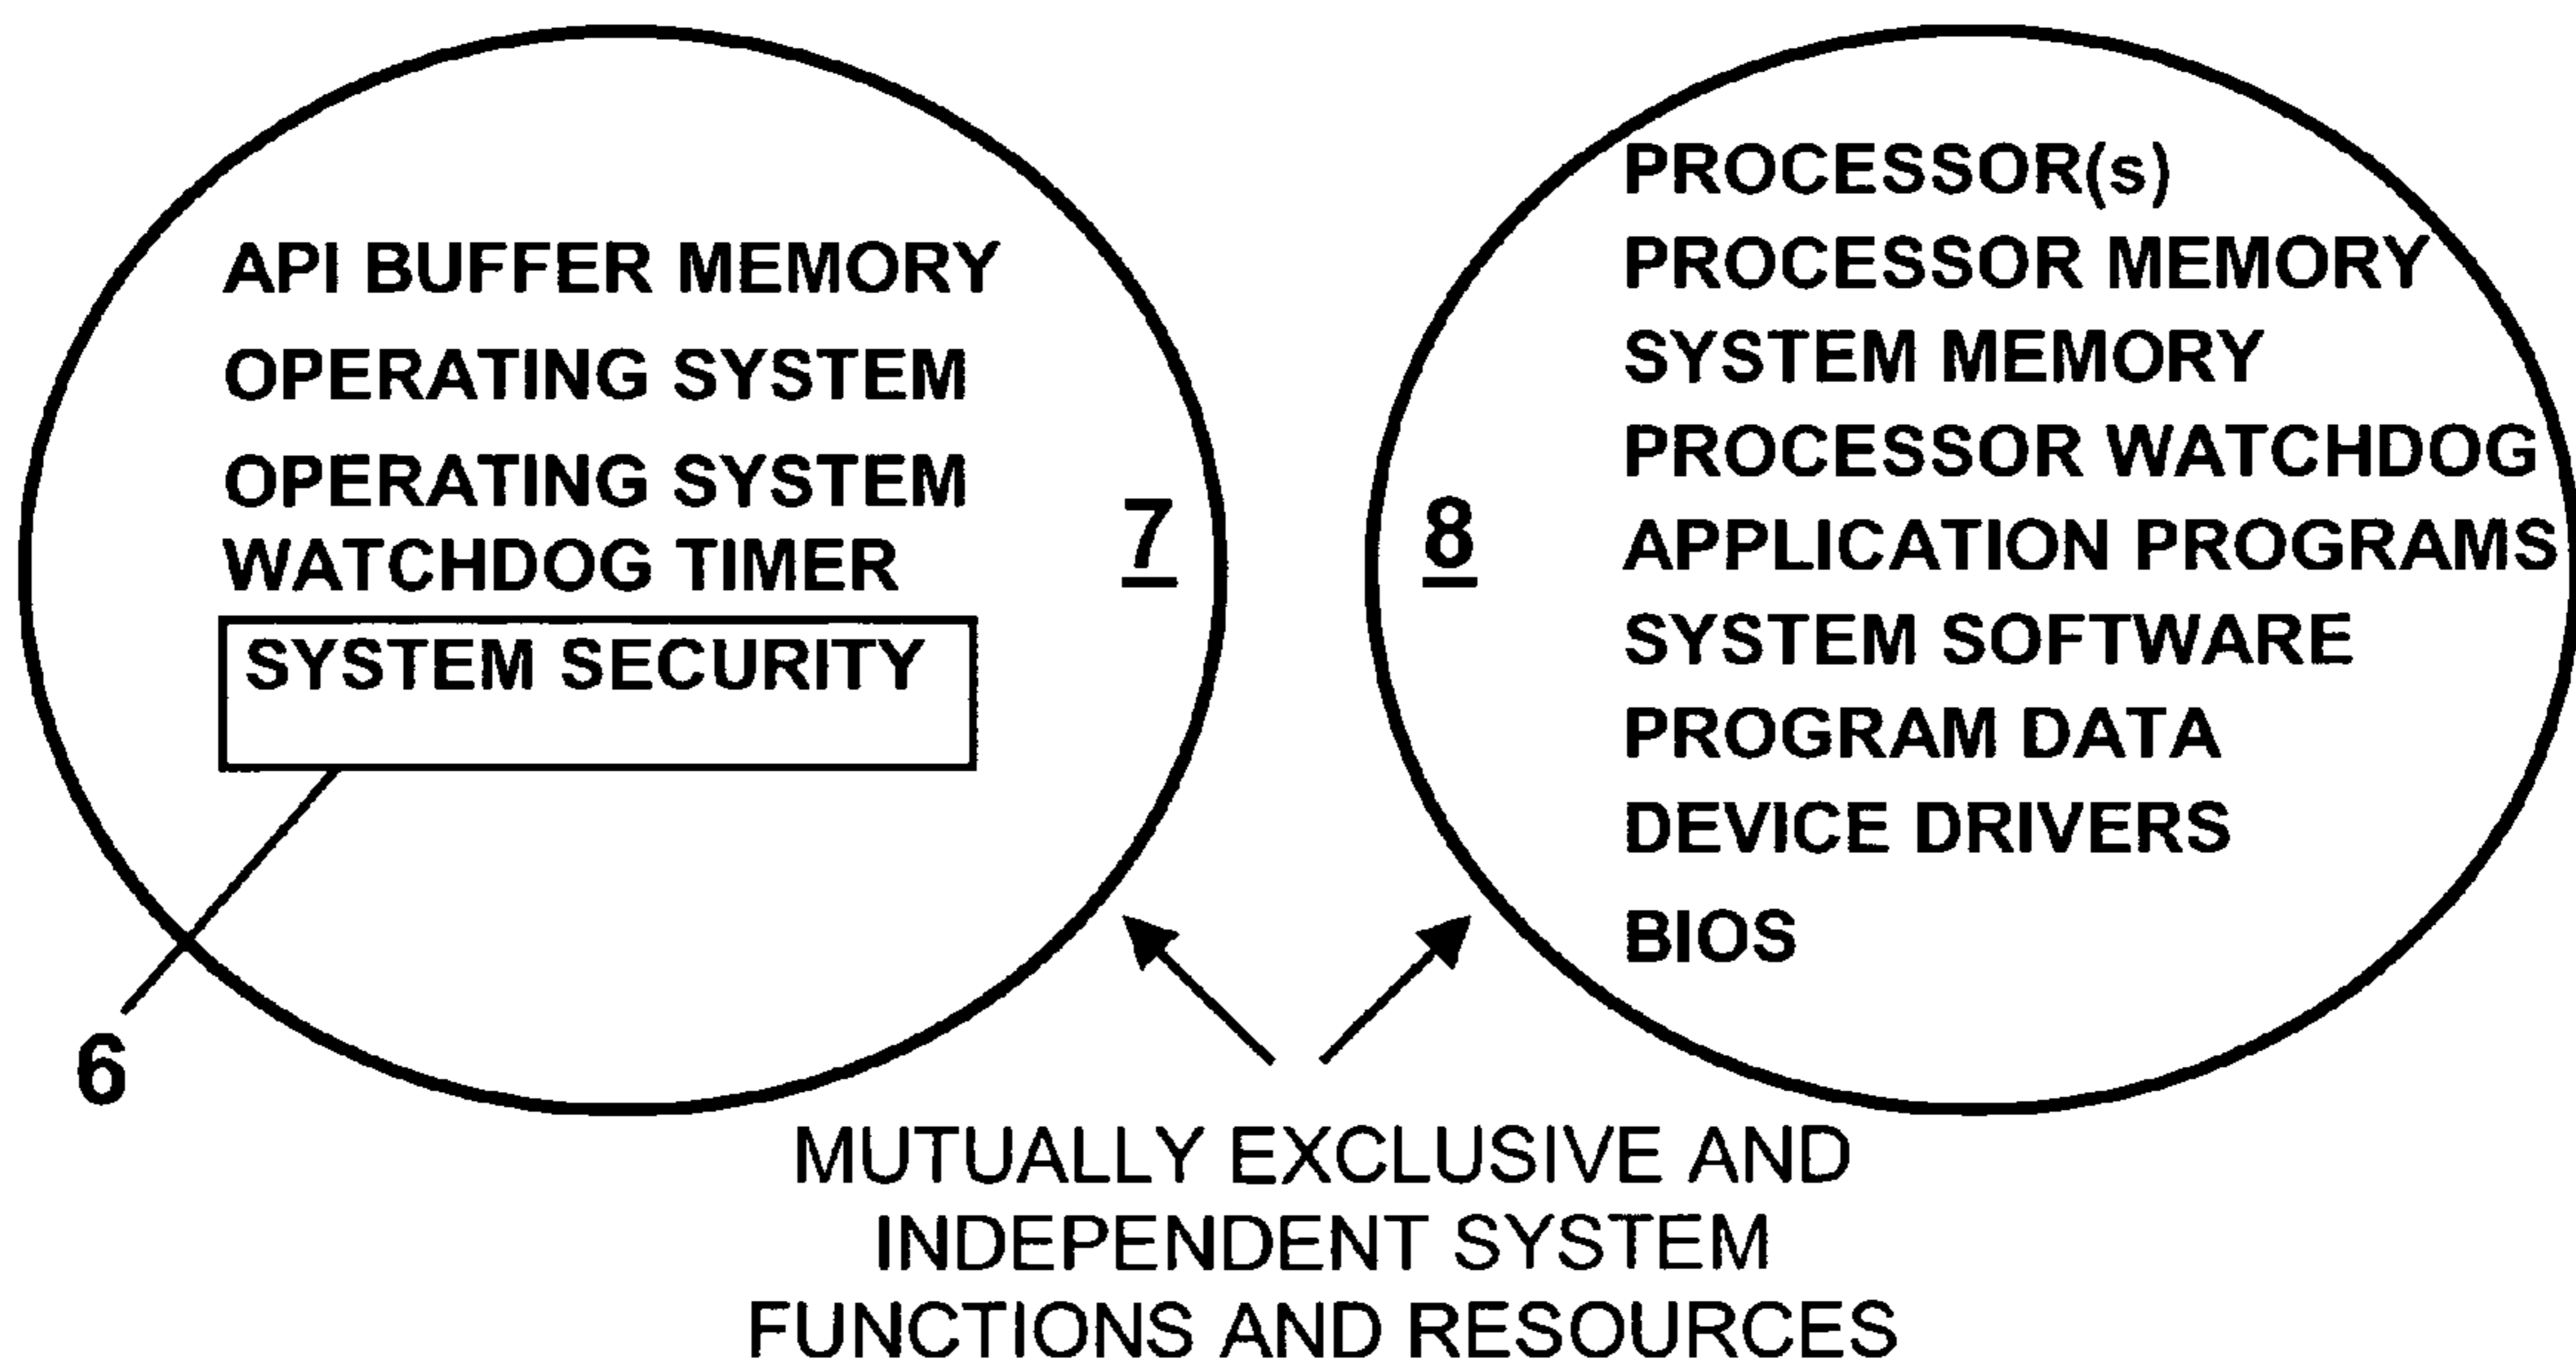 API BUFFER MEMORY
OPERATING SYSTEM
OPERATING SYSTEM
WATCHDOG TIMER
SYSTEM SECURITY
7
6
8
PROCESSOR(s)
PROCESSOR MEMORY
SYSTEM MEMORY
PROCESSOR WATCHDOG
APPLICATION PROGRAMS
SYSTEM SOFTWARE
PROGRAM DATA
DEVICE DRIVERS
BIOS
MUTUALLY EXCLUSIVE AND
INDEPENDENT SYSTEM
FUNCTIONS AND RESOURCES